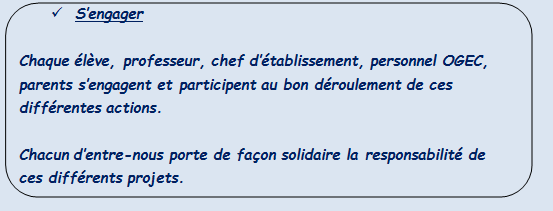 ✓ S'engager
Chaque élève, professeur, chef d'établissement, personnel OGEC,
parents s'engagent et participent au bon déroulement de ces
différentes actions.
Chacun d'entre-nous porte de façon solidaire la responsabilité de
ces différents projets.